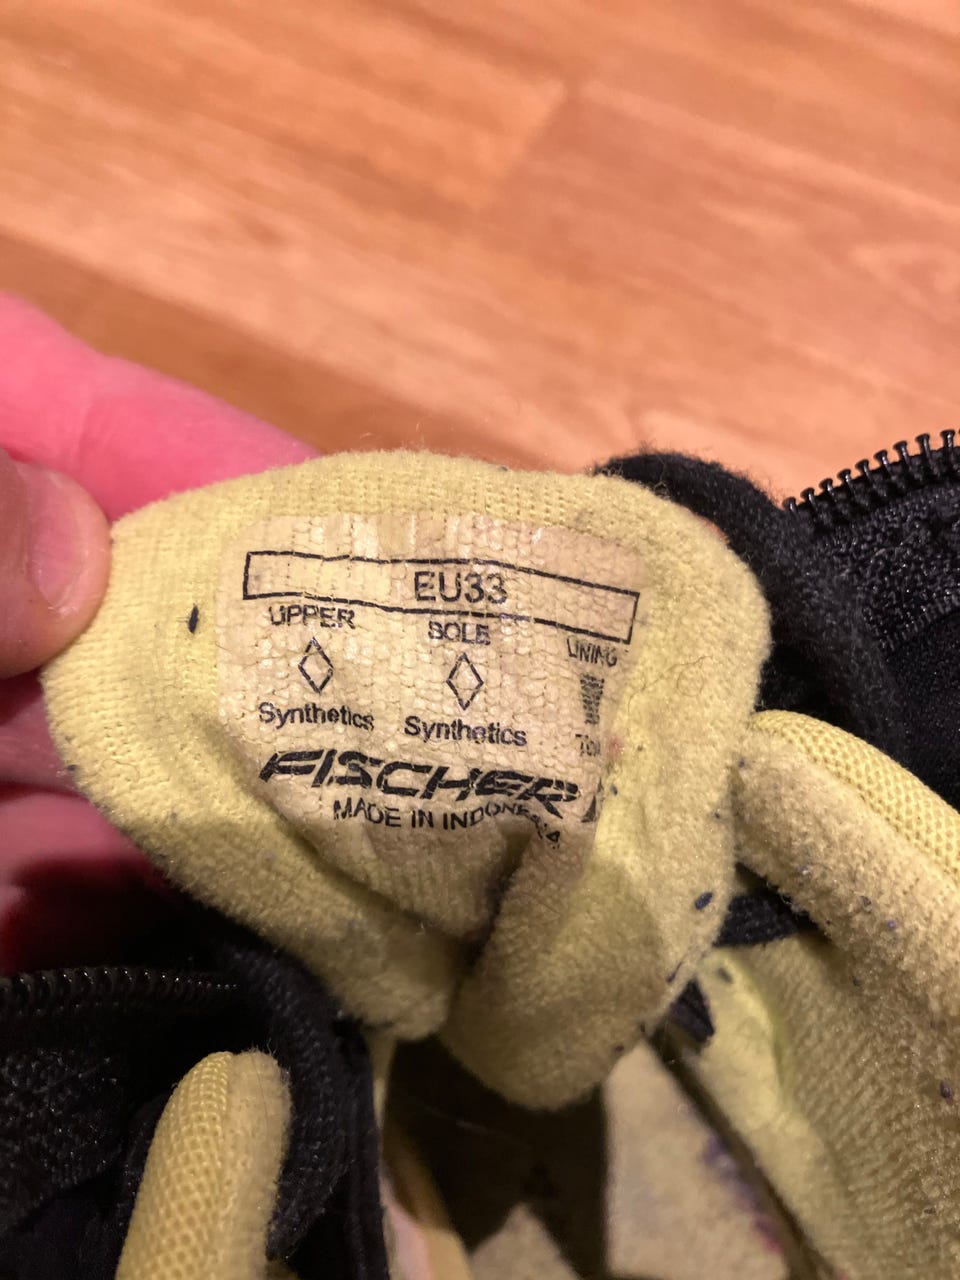 EU33
UPPER SOLE LINING
Synthetics Synthetics
FISCHER
MADE IN INDONESIA